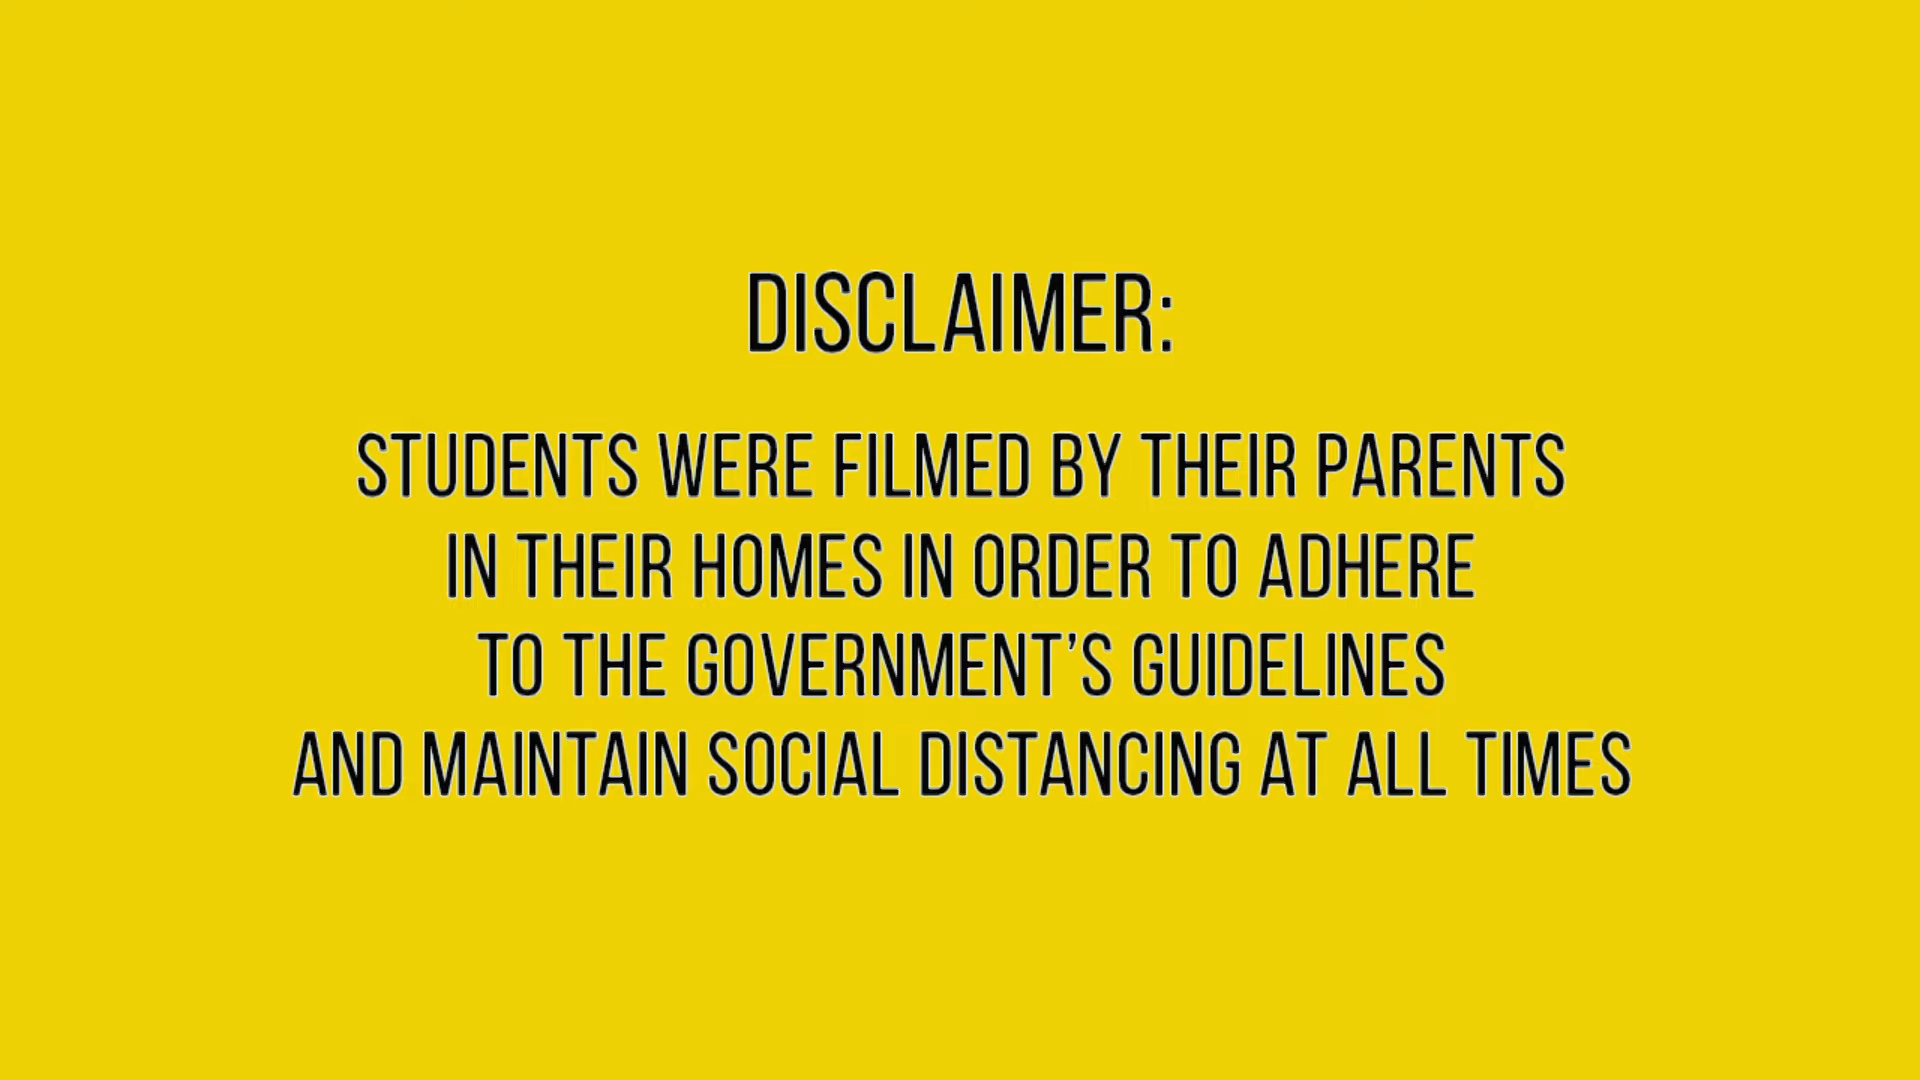 DISCLAIMER:
STUDENTS WERE FILMED BY THEIR PARENTS
IN THEIR HOMES IN ORDER TO ADHERE
TO THE GOVERNMENT’S GUIDELINES
AND MAINTAIN SOCIAL DISTANCING AT ALL TIMES